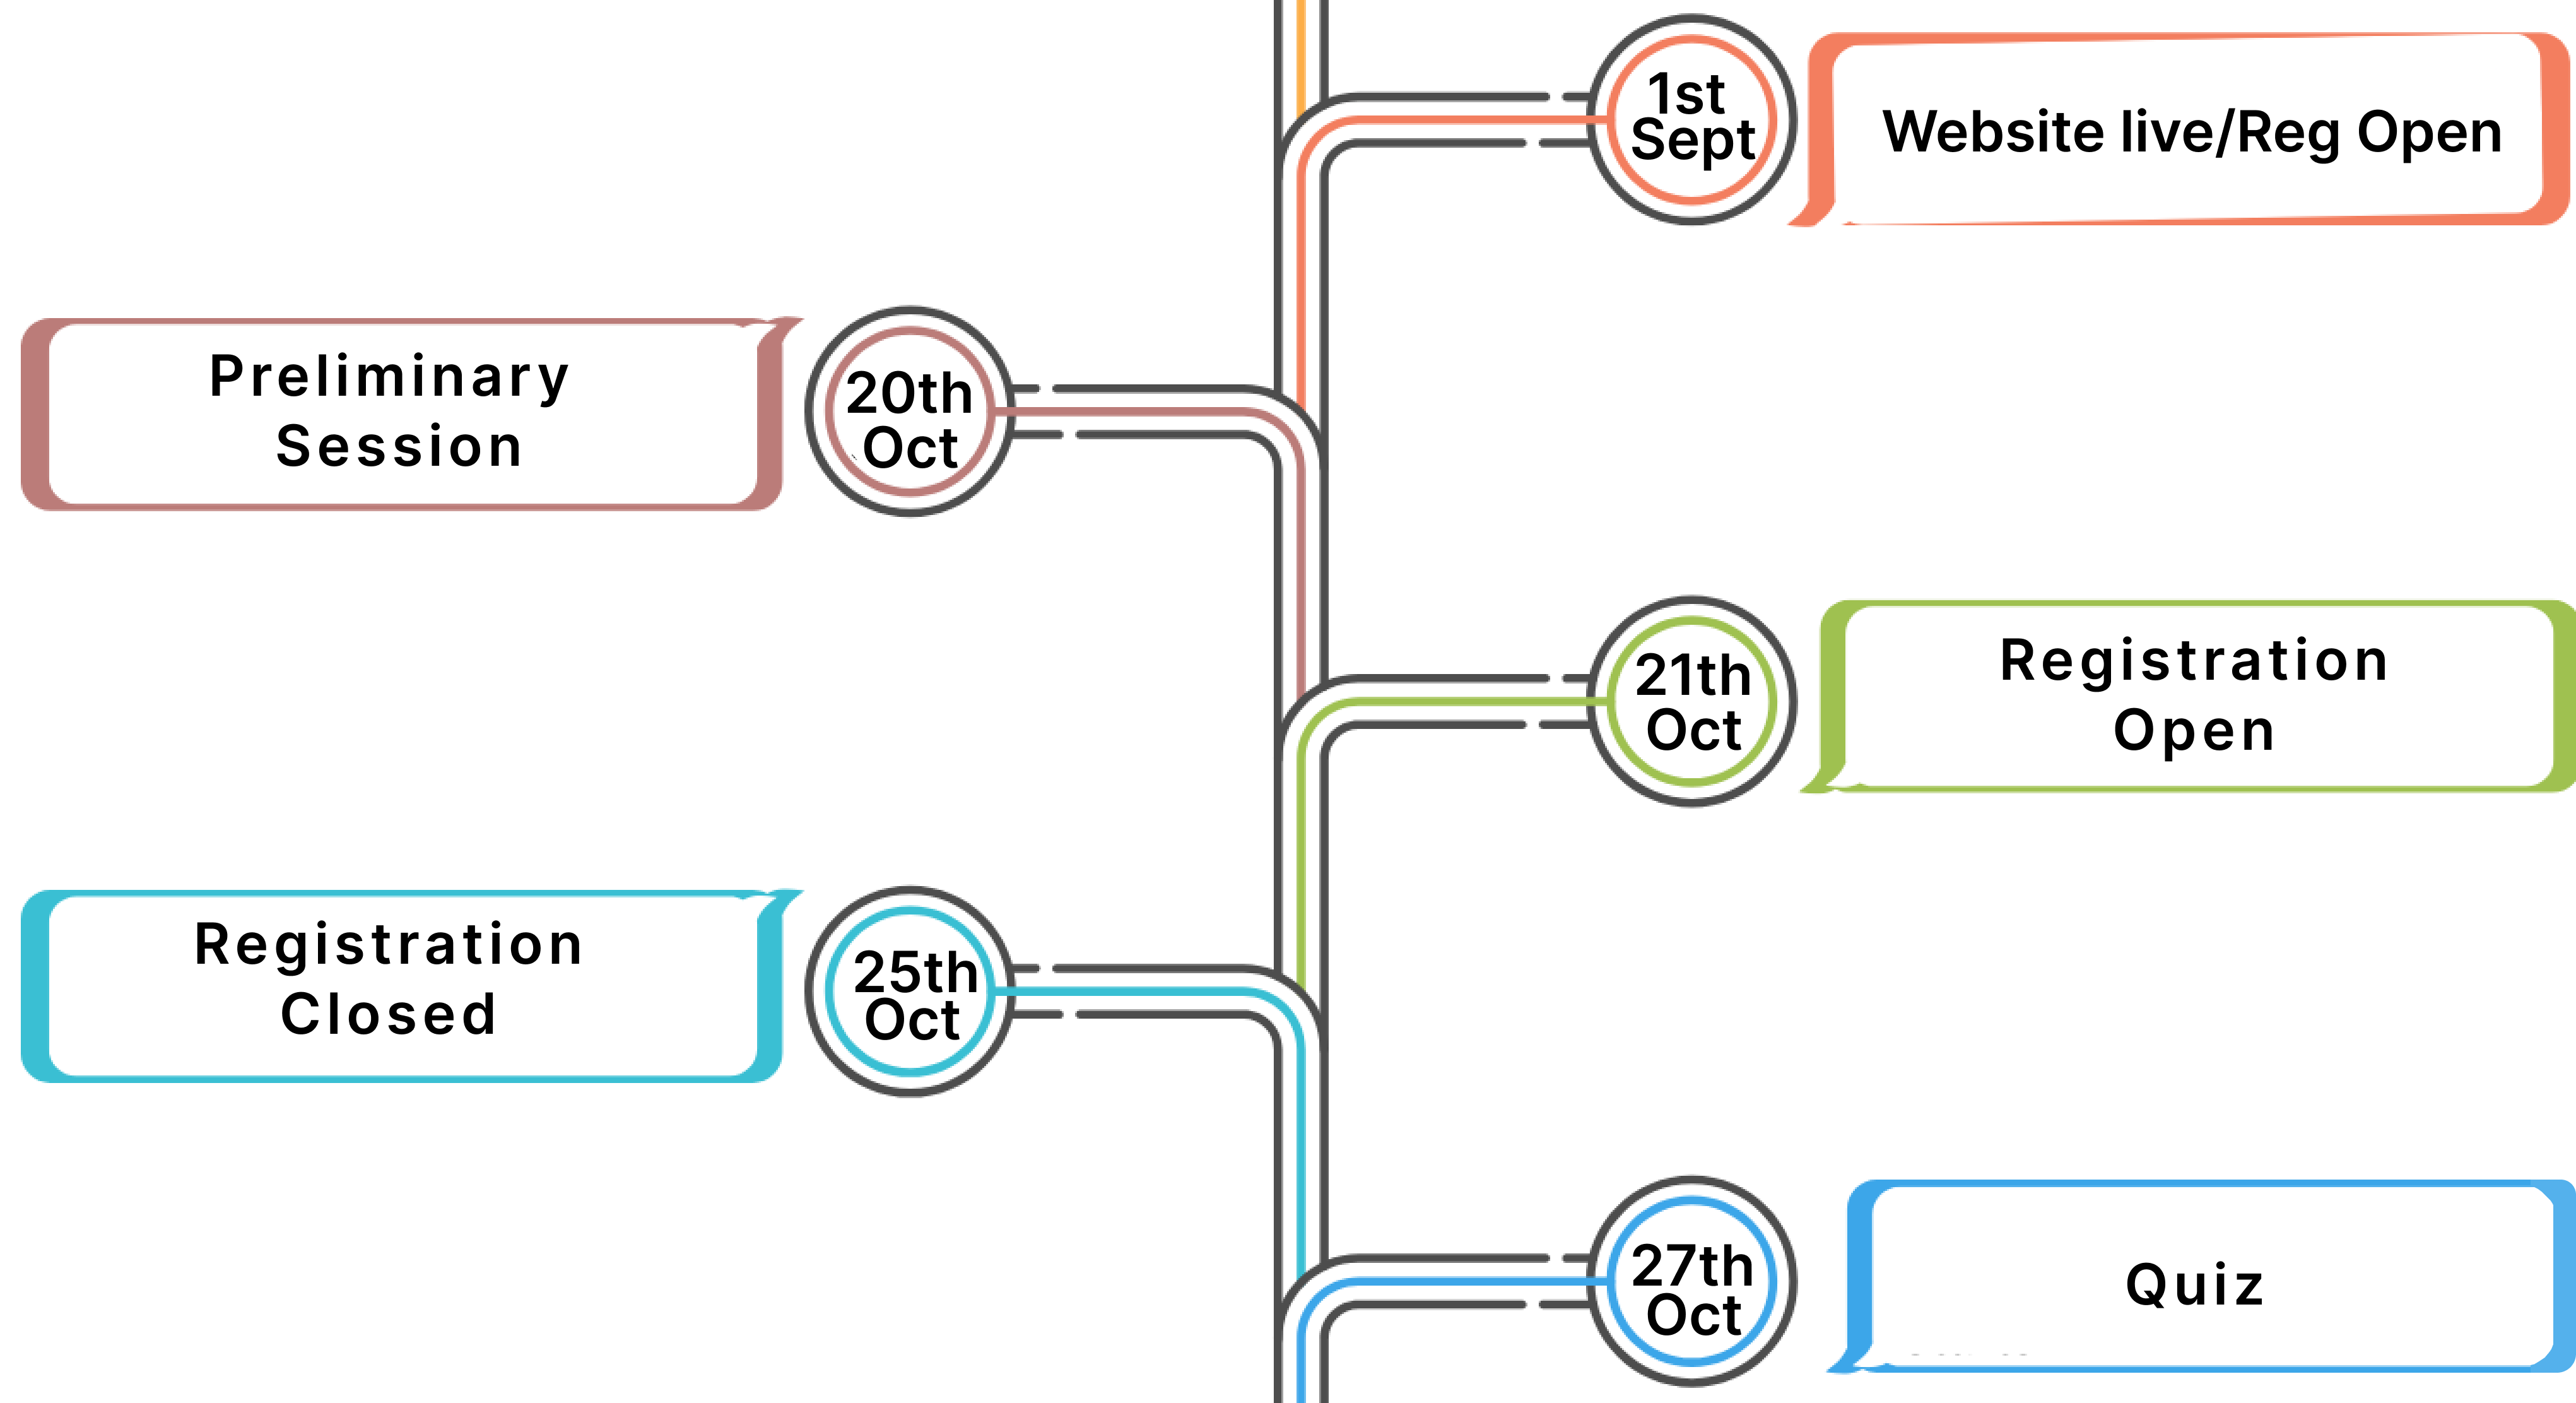 1st
Sept
Website live/Reg Open
Preliminary
Session
20th
Oct
21th
Oct
Registration
Open
Registration
Closed
25th
Oct
27th
Oct
Quiz